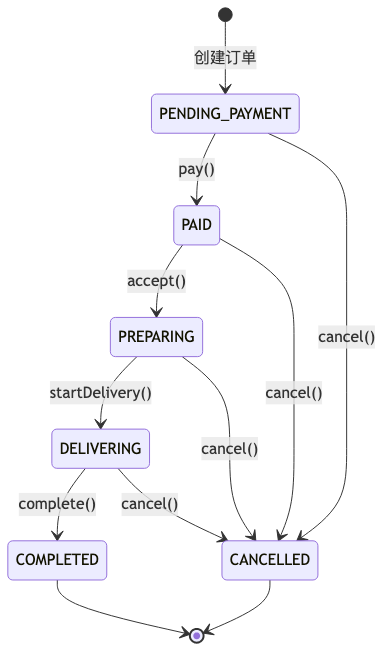 创建订单
PENDING_PAYMENT
pay()
PAID
accept()
PREPARING
cancel()
cancel()
startDelivery()
cancel()
DELIVERING
complete()
cancel()
COMPLETED
CANCELLED